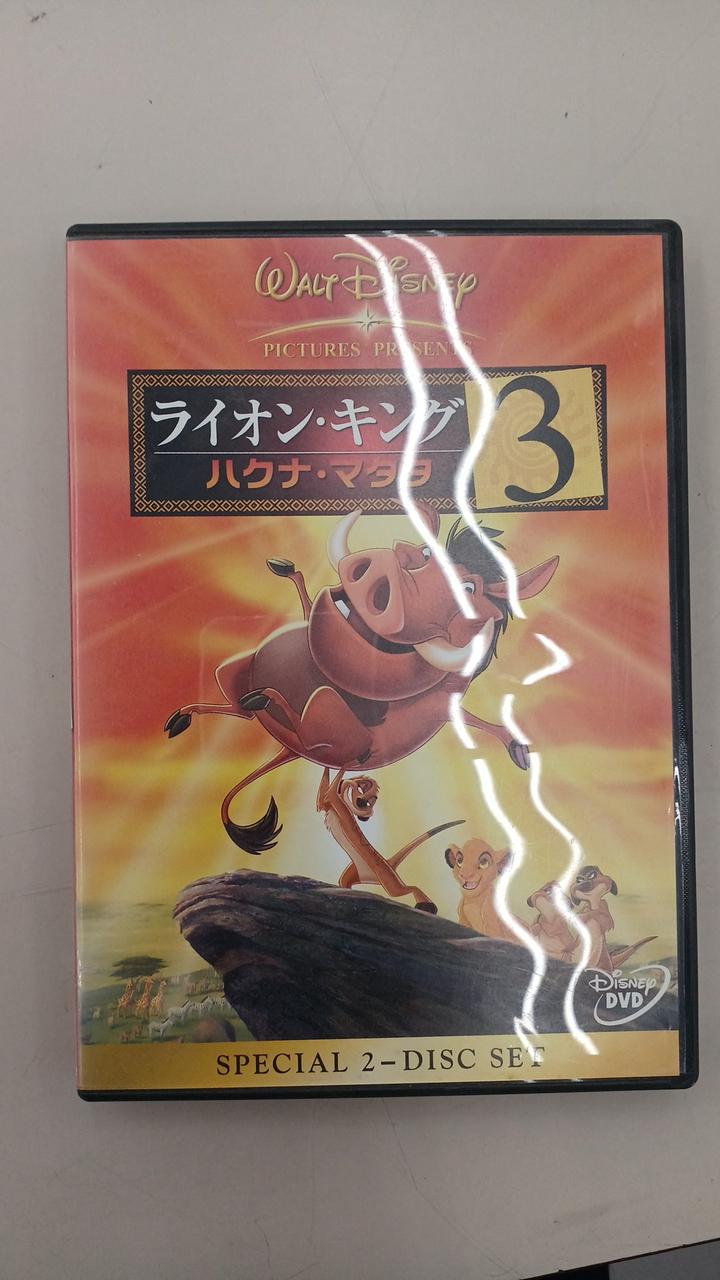 WALT DISNEY
PICTURES PRESENTS
ライオン・キング 3
ハクナ・マタタ
DISNEY
DVD
SPECIAL 2-DISC SET